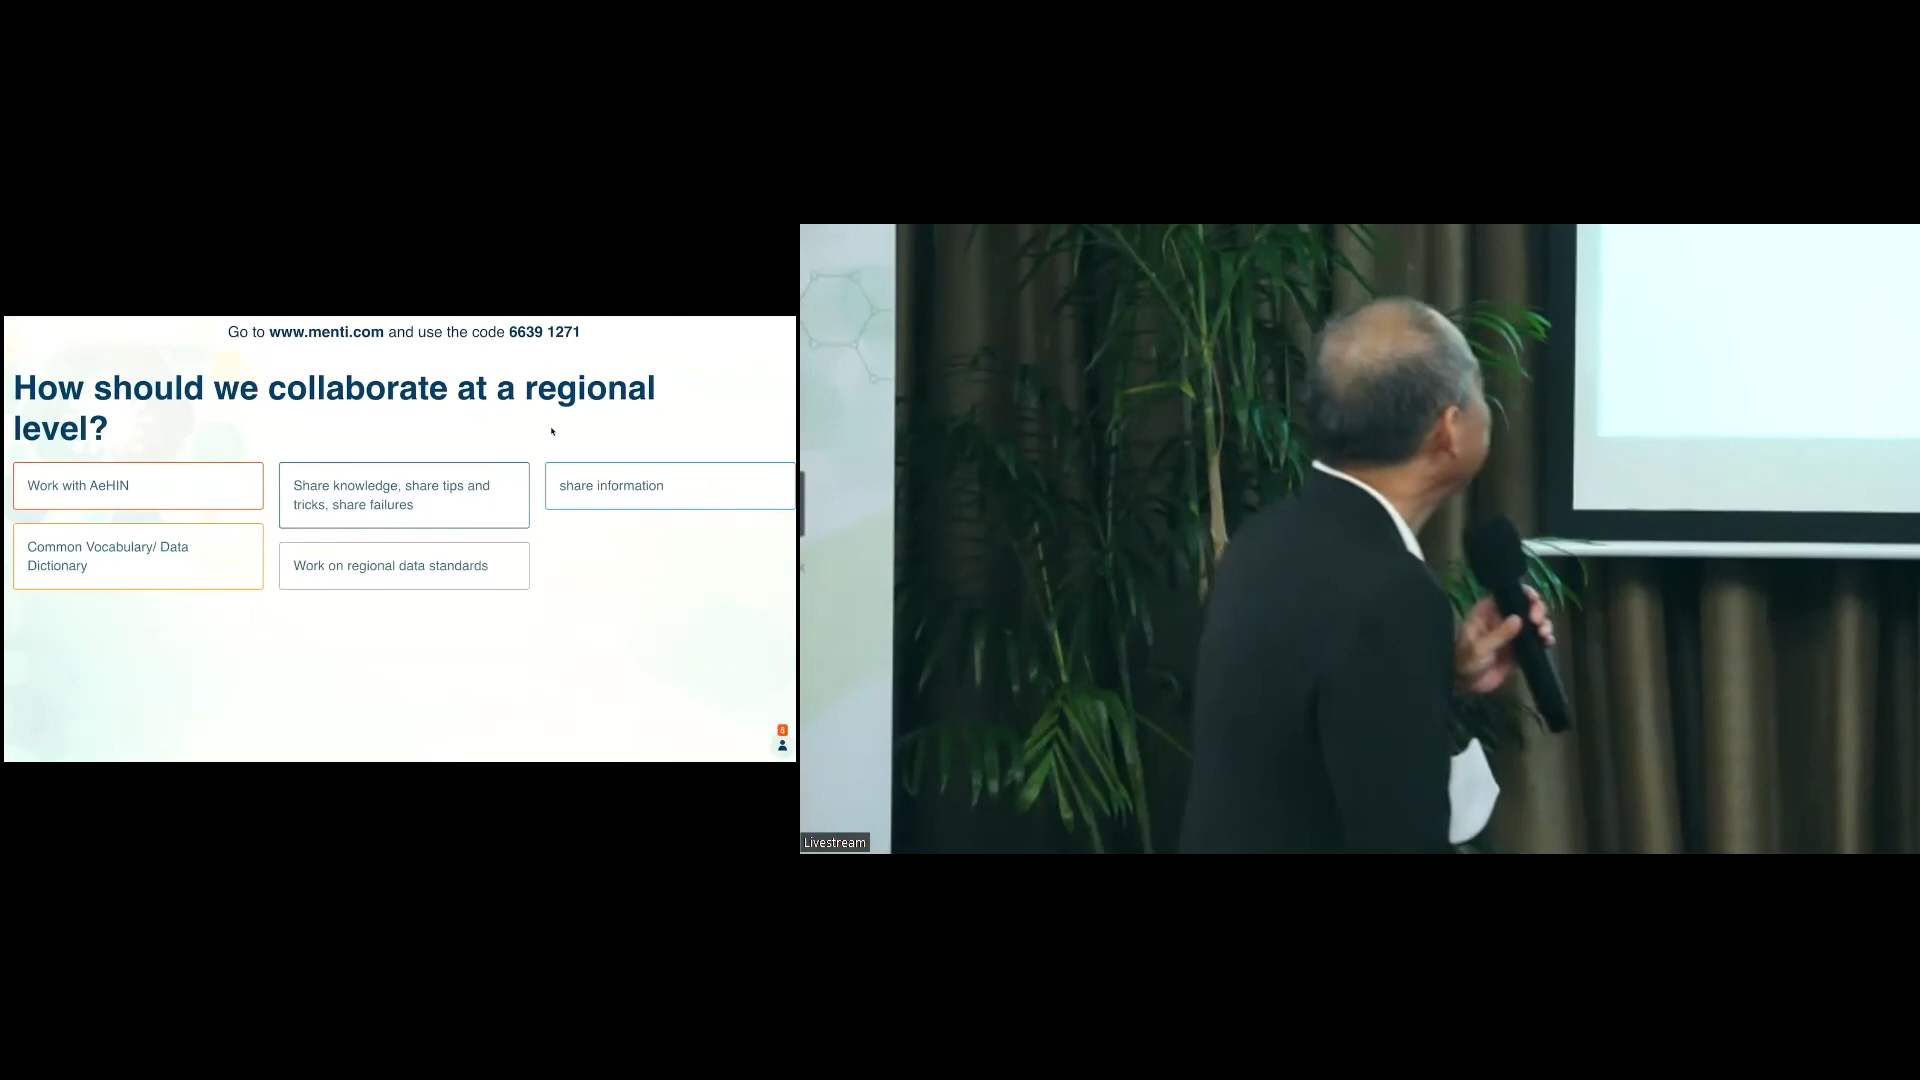 Go to www.menti.com and use the code 6639 1271
How should we collaborate at a regional
level?
Work with AeHIN
Share knowledge, share tips and
tricks, share failures
share information
Common Vocabulary/ Data
Dictionary
Work on regional data standards
Livestream